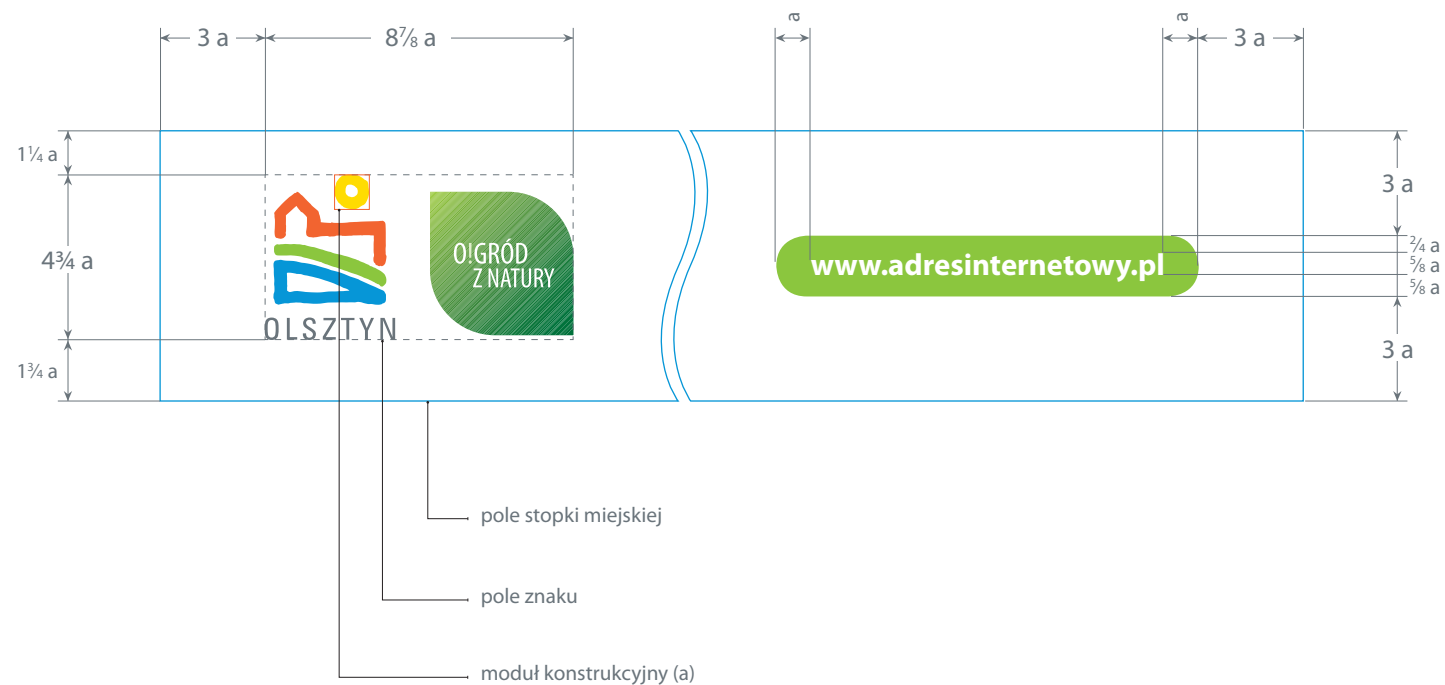 a
a
3 a
8⅞ a
3 a
1¼ a
3 a
4¾ a
O!GRÓD
Z NATURY
www.adresinternetowy.pl
2⁄4 a
⅝ a
⅝ a
OLSZTYN
3 a
1¾ a
pole stopki miejskiej
pole znaku
moduł konstrukcyjny (a)